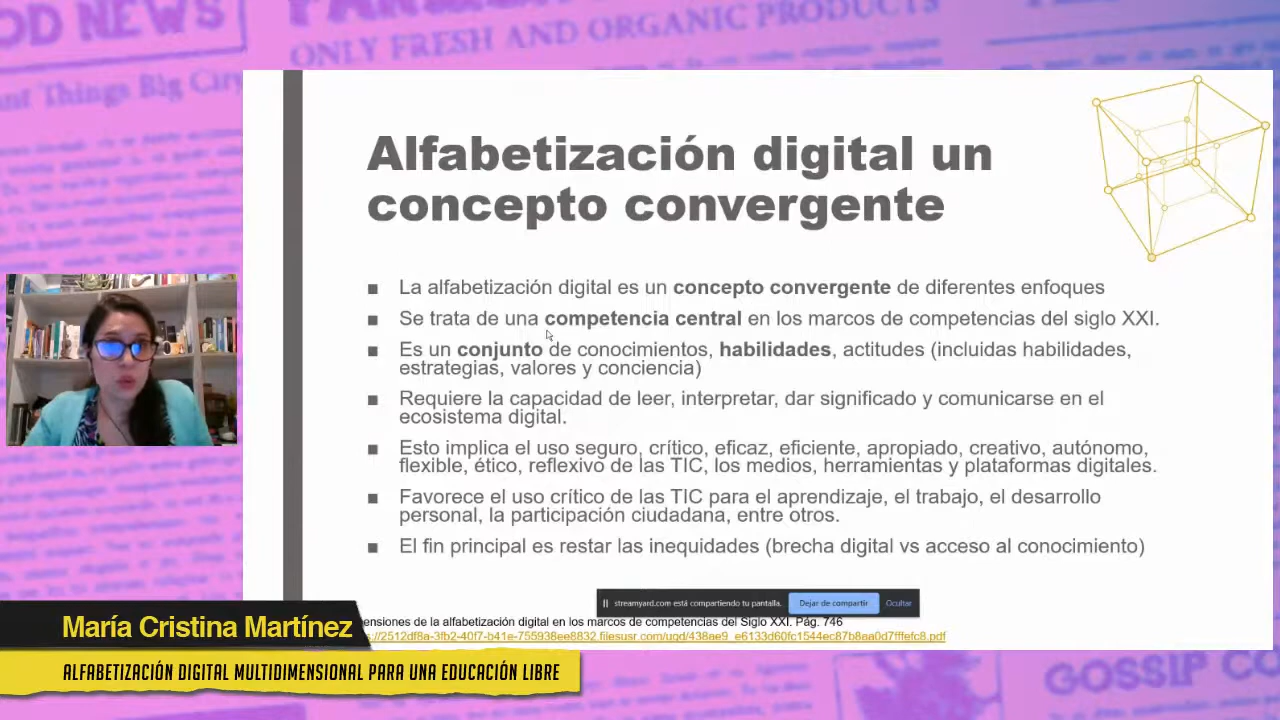 OD NEWS
ONLY FRESH AND ORGANIC PRODUCTS
ant Things Big City
Alfabetización digital un
concepto convergente
▪ La alfabetización digital es un concepto convergente de diferentes enfoques
▪ Se trata de una competencia central en los marcos de competencias del siglo XXI.
▪ Es un conjunto de conocimientos, habilidades, actitudes (incluidas habilidades,
estrategias, valores y conciencia)
▪ Requiere la capacidad de leer, interpretar, dar significado y comunicarse en el
ecosistema digital.
▪ Esto implica el uso seguro, crítico, eficaz, eficiente, apropiado, creativo, autónomo,
flexible, ético, reflexivo de las TIC, los medios, herramientas y plataformas digitales.
▪ Favorece el uso crítico de las TIC para el aprendizaje, el trabajo, el desarrollo
personal, la participación ciudadana, entre otros.
▪ El fin principal es restar las inequidades (brecha digital vs acceso al conocimiento)
streamyard.com está compartiendo tu pantalla. Dejar de compartir Ocultar
ensiones de la alfabetización digital en los marcos de competencias del Siglo XXI. Pág. 746
María Cristina Martínez
ALFABETIZACIÓN DIGITAL MULTIDIMENSIONAL PARA UNA EDUCACIÓN LIBRE
GOSSIP CO